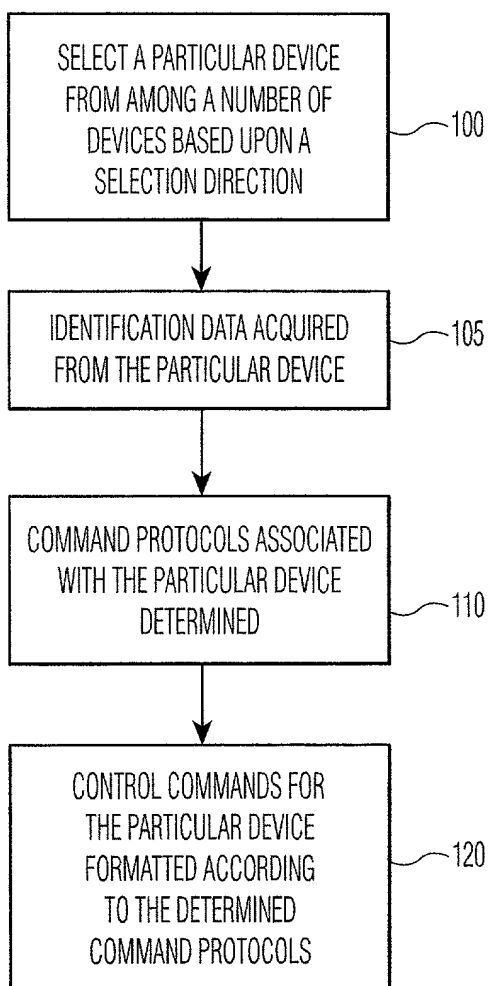 SELECT A PARTICULAR DEVICE
FROM AMONG A NUMBER OF
DEVICES BASED UPON A
SELECTION DIRECTION
100
IDENTIFICATION DATA ACQUIRED
FROM THE PARTICULAR DEVICE
105
COMMAND PROTOCOLS ASSOCIATED
WITH THE PARTICULAR DEVICE
DETERMINED
110
CONTROL COMMANDS FOR
THE PARTICULAR DEVICE
FORMATTED ACCORDING
TO THE DETERMINED
COMMAND PROTOCOLS
120